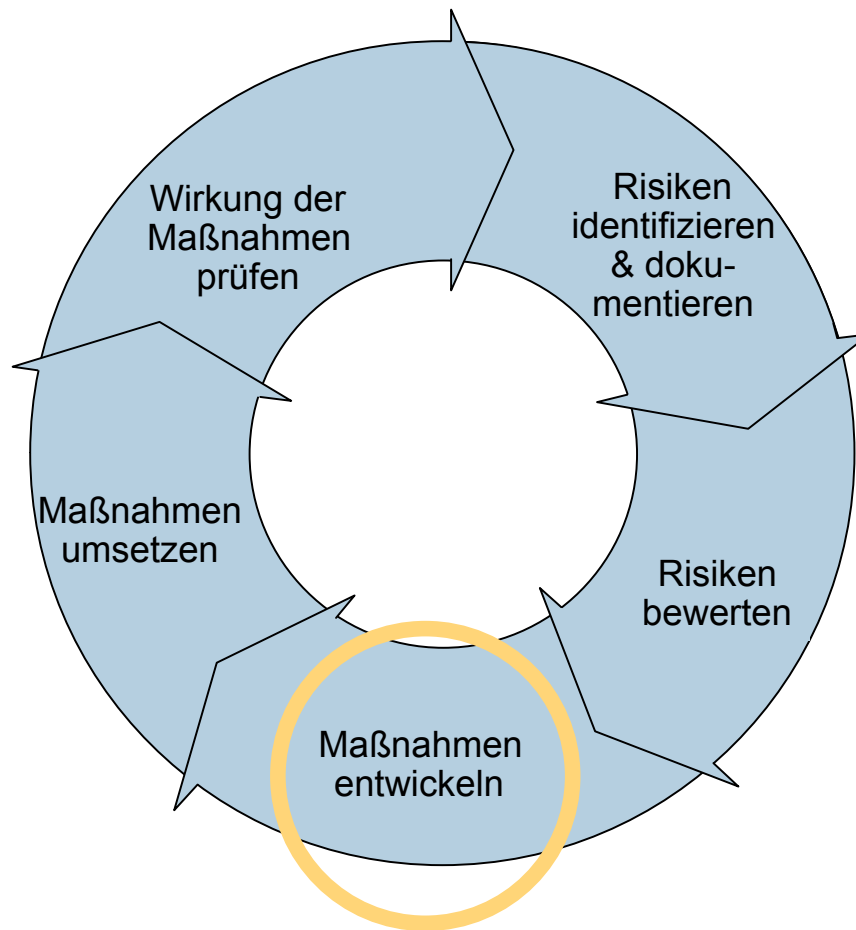 Risiken
identifizieren
& doku-
mentieren
Risiken
bewerten
Maßnahmen
entwickeln
Maßnahmen
umsetzen
Wirkung der
Maßnahmen
prüfen